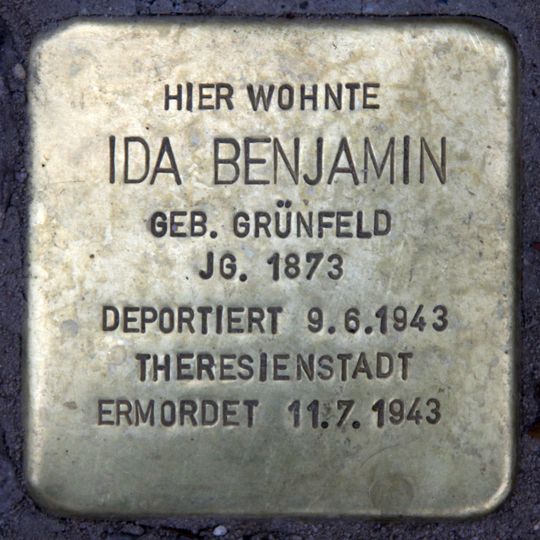 HIER WOHNTE
IDA BENJAMIN
GEB. GRÜNFELD
JG. 1873
DEPORTIERT 9.6.1943
THERESIENSTADT
ERMORDET 11.7.1943